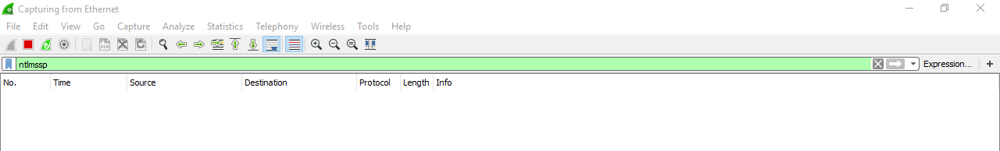 Capturing from Ethernet
File Edit View Go Capture Analyze Statistics Telephony Wireless Tools Help
ntlmssp Expression... +
No. Time Source Destination Protocol Length Info